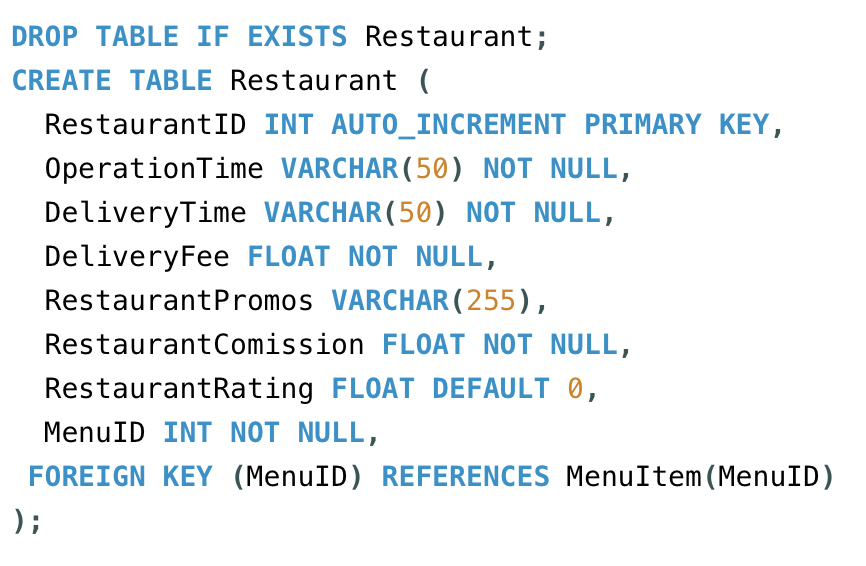 DROP TABLE IF EXISTS Restaurant;
CREATE TABLE Restaurant (
  RestaurantID INT AUTO_INCREMENT PRIMARY KEY,
  OperationTime VARCHAR(50) NOT NULL,
  DeliveryTime VARCHAR(50) NOT NULL,
  DeliveryFee FLOAT NOT NULL,
  RestaurantPromos VARCHAR(255),
  RestaurantComission FLOAT NOT NULL,
  RestaurantRating FLOAT DEFAULT 0,
  MenuID INT NOT NULL,
 FOREIGN KEY (MenuID) REFERENCES MenuItem(MenuID)
);